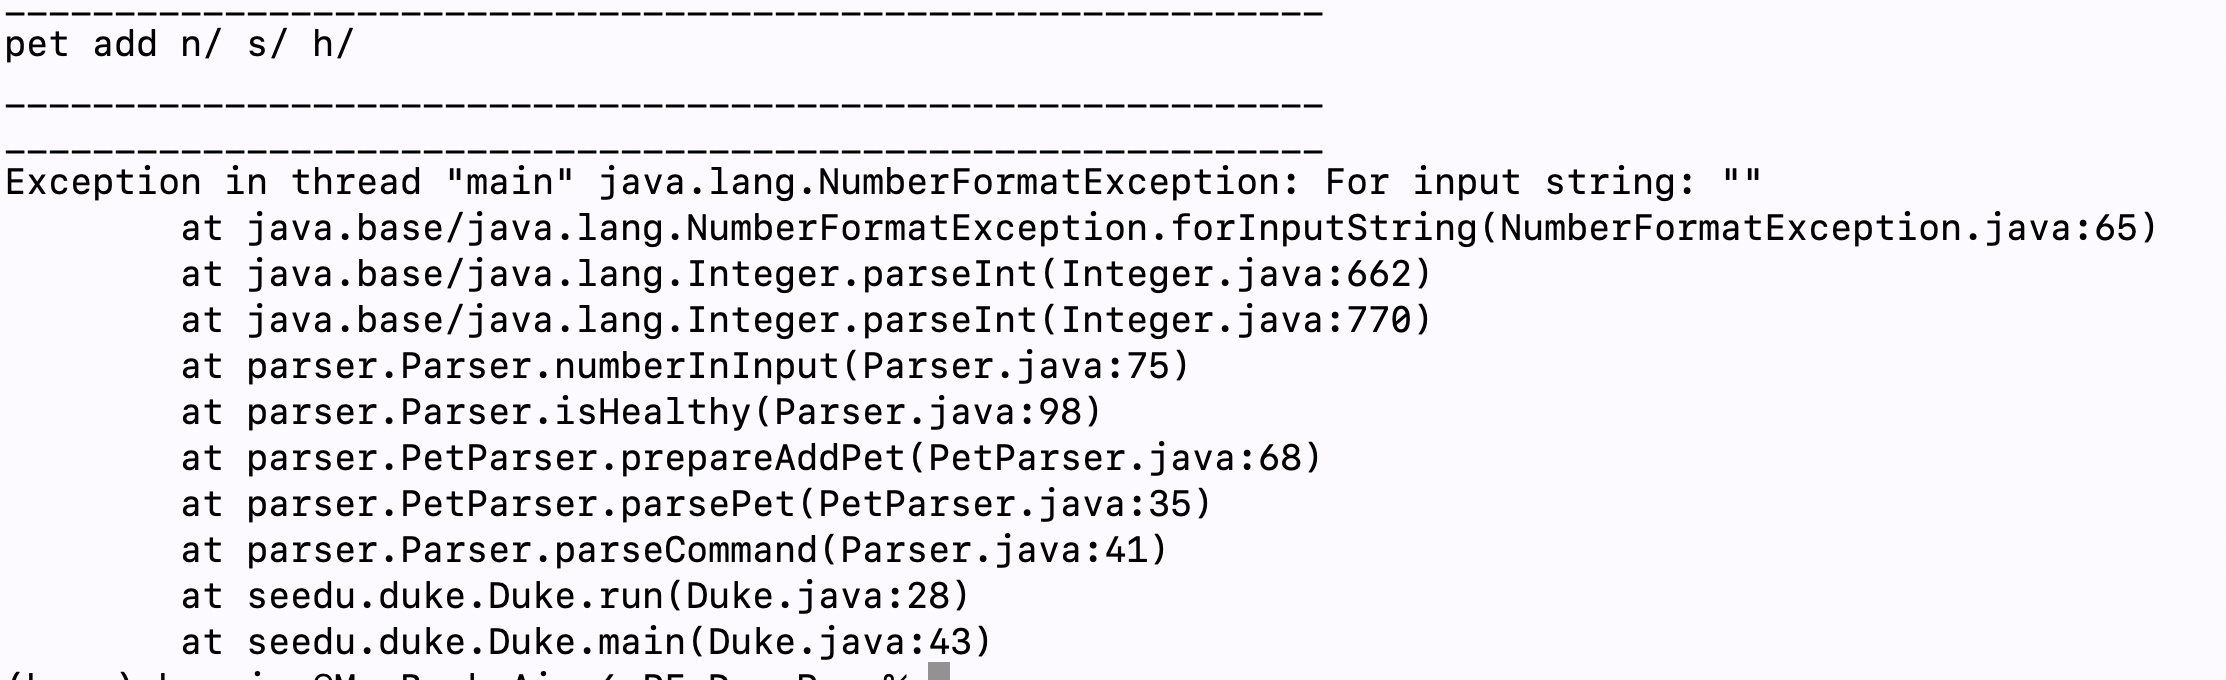 ____________________________________________________________
pet add n/ s/ h/
____________________________________________________________
____________________________________________________________
Exception in thread "main" java.lang.NumberFormatException: For input string: ""
at java.base/java.lang.NumberFormatException.forInputString(NumberFormatException.java:65)
at java.base/java.lang.Integer.parseInt(Integer.java:662)
at java.base/java.lang.Integer.parseInt(Integer.java:770)
at parser.Parser.numberInInput(Parser.java:75)
at parser.Parser.isHealthy(Parser.java:98)
at parser.PetParser.prepareAddPet(PetParser.java:68)
at parser.PetParser.parsePet(PetParser.java:35)
at parser.Parser.parseCommand(Parser.java:41)
at seedu.duke.Duke.run(Duke.java:28)
at seedu.duke.Duke.main(Duke.java:43)